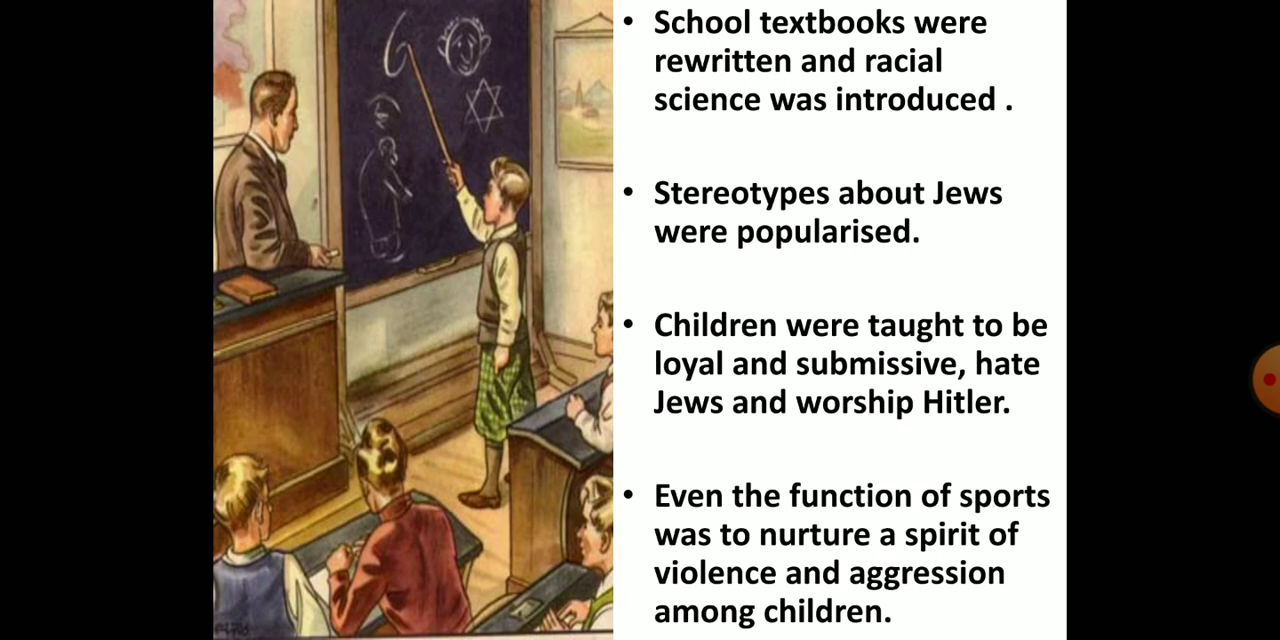 • School textbooks were
rewritten and racial
science was introduced .
• Stereotypes about Jews
were popularised.
• Children were taught to be
loyal and submissive, hate
Jews and worship Hitler.
• Even the function of sports
was to nurture a spirit of
violence and aggression
among children.
6